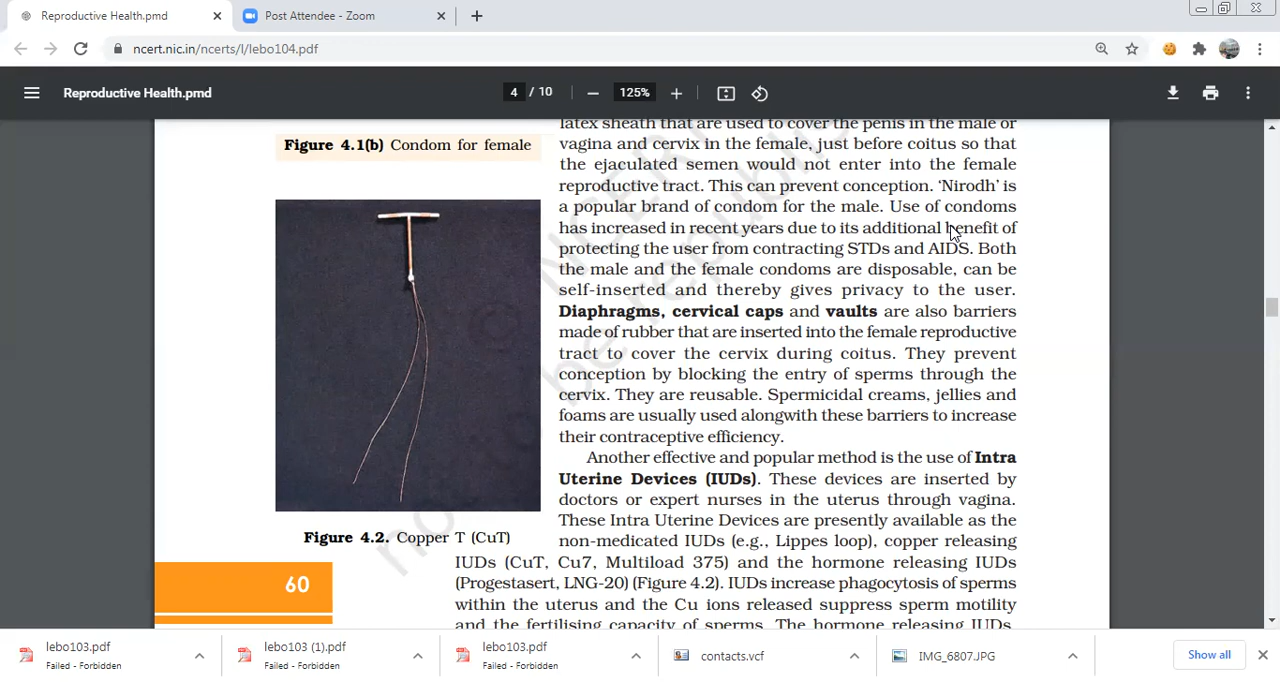 Reproductive Health.pmd
Post Attendee - Zoom
ncert.nic.in/ncerts/l/lebo104.pdf
Reproductive Health.pmd
4 / 10
125%
Figure 4.1(b) Condom for female
latex sheath that are used to cover the penis in the male or
vagina and cervix in the female, just before coitus so that
the ejaculated semen would not enter into the female
reproductive tract. This can prevent conception. ‘Nirodh’ is
a popular brand of condom for the male. Use of condoms
has increased in recent years due to its additional benefit of
protecting the user from contracting STDs and AIDS. Both
the male and the female condoms are disposable, can be
self-inserted and thereby gives privacy to the user.
Diaphragms, cervical caps and vaults are also barriers
made of rubber that are inserted into the female reproductive
tract to cover the cervix during coitus. They prevent
conception by blocking the entry of sperms through the
cervix. They are reusable. Spermicidal creams, jellies and
foams are usually used alongwith these barriers to increase
their contraceptive efficiency.
Another effective and popular method is the use of Intra
Uterine Devices (IUDs). These devices are inserted by
doctors or expert nurses in the uterus through vagina.
These Intra Uterine Devices are presently available as the
non-medicated IUDs (e.g., Lippes loop), copper releasing
IUDs (CuT, Cu7, Multiload 375) and the hormone releasing IUDs
(Progestasert, LNG-20) (Figure 4.2). IUDs increase phagocytosis of sperms
within the uterus and the Cu ions released suppress sperm motility
and the fertilising capacity of sperms. The hormone releasing IUDs,
Figure 4.2. Copper T (CuT)
60
lebo103.pdf
Failed - Forbidden
lebo103 (1).pdf
Failed - Forbidden
lebo103.pdf
Failed - Forbidden
contacts.vcf
IMG_6807.JPG
Show all